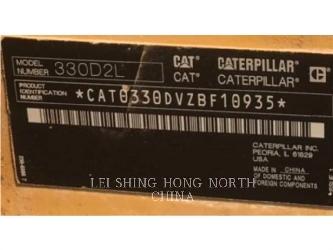 MODEL NUMBER 330D2L CAT CATERPILLAR
CAT® CATERPILLAR®
PRODUCT IDENTIFICATION NUMBER
*CAT0330DVZBF10935*
CATERPILLAR INC.
PEORIA, IL 61629
USA
MADE IN CHINA
OF DOMESTIC AND
FOREIGN COMPONENTS
LEI SHING HONG NORTH
CHINA